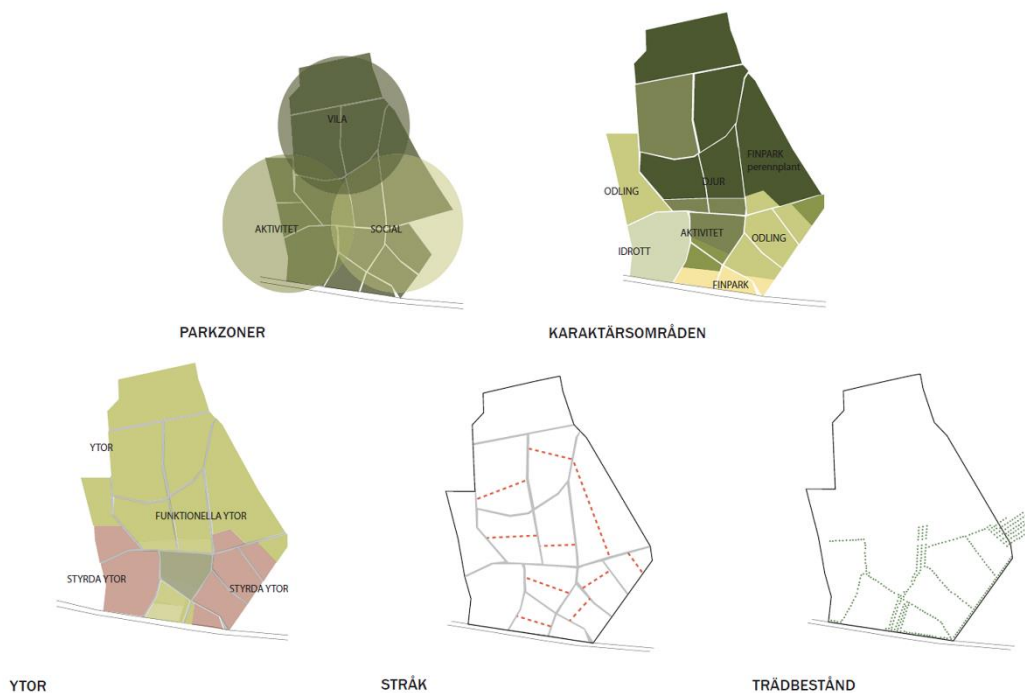 VILA
AKTIVITET
SOCIAL
PARKZONER
FINPARK
perennplant
DJUR
ODLING
AKTIVITET
ODLING
IDROTT
FINPARK
KARAKTÄRSOMRÅDEN
YTOR
FUNKTIONELLA YTOR
STYRDA YTOR
STYRDA YTOR
YTOR
STRÅK
TRÄDBESTÅND